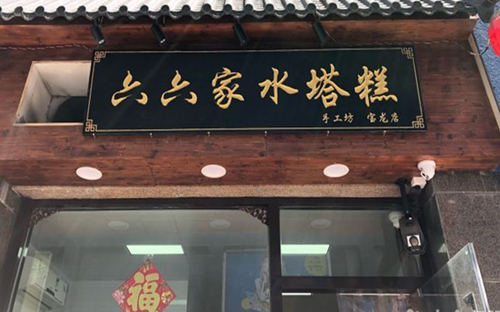 六六家水塔糕
手工坊 宝龙店
福